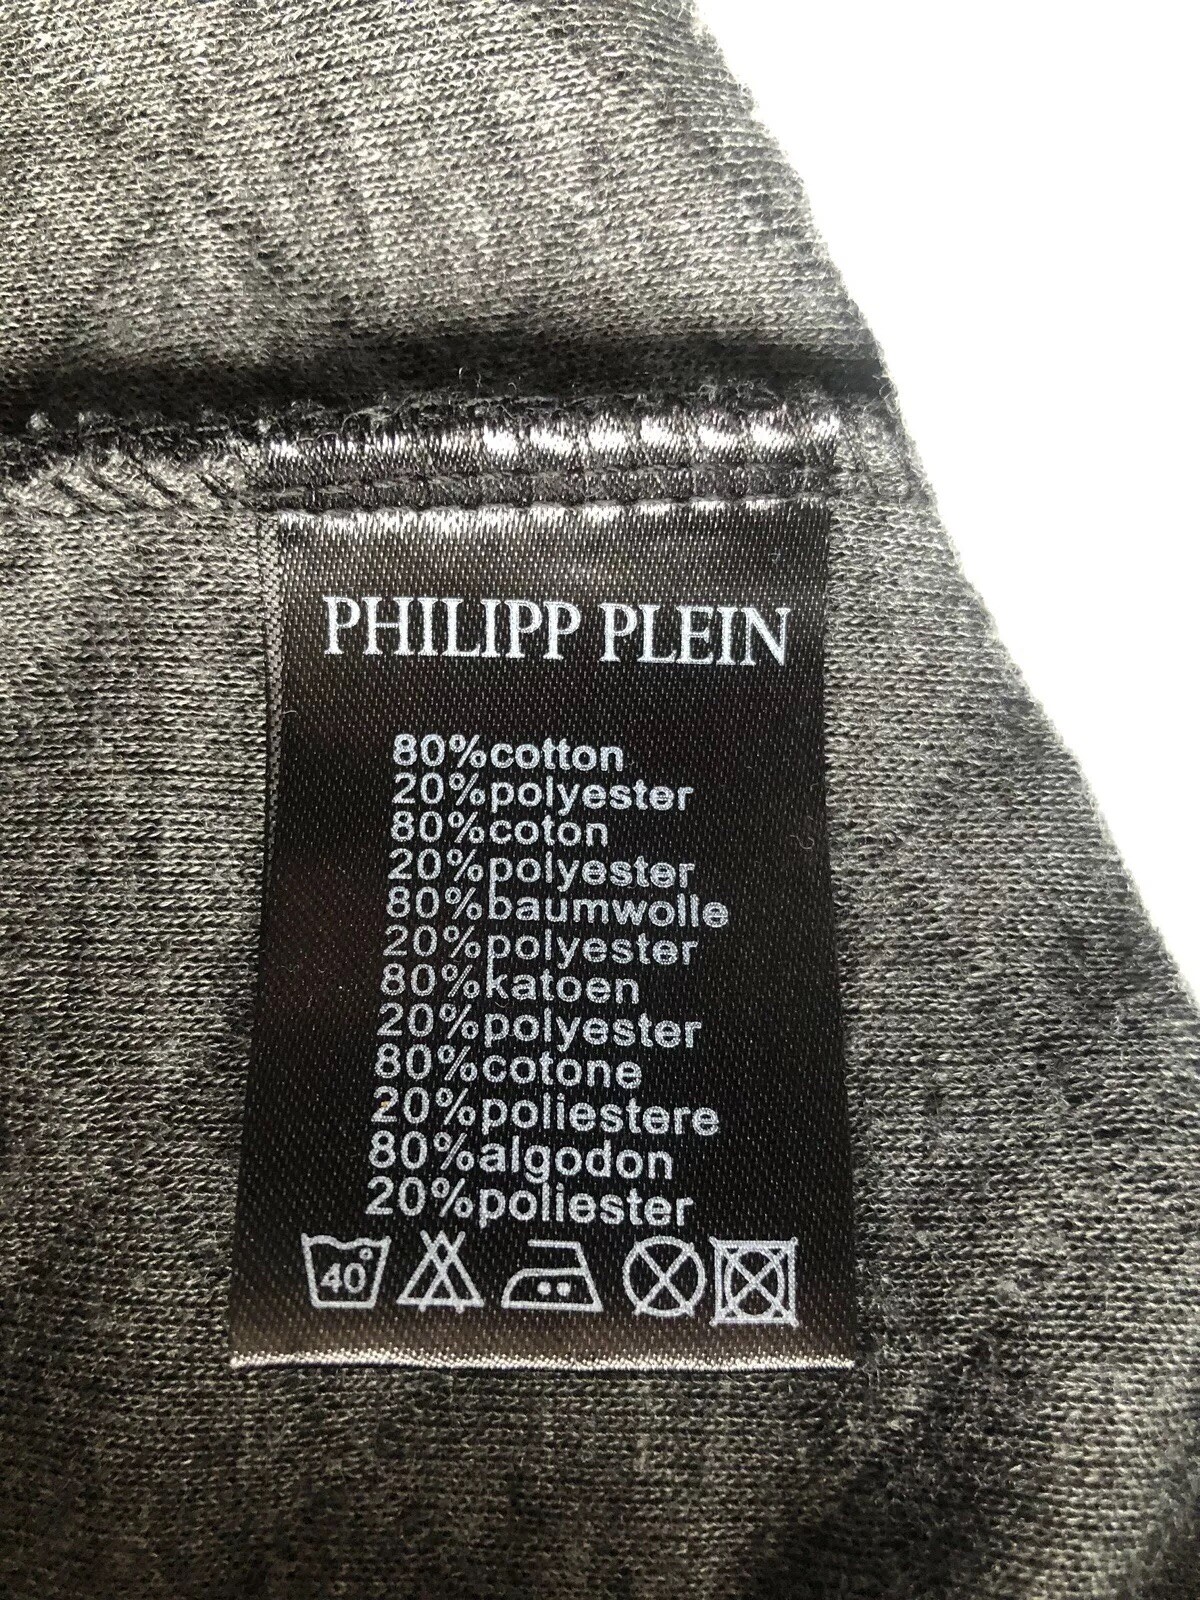 PHILIPP PLEIN
80%cotton
20%polyester
80%coton
20%polyester
80%baumwolle
20%polyester
80%katoen
20%polyester
80%cotone
20%poliestere
80%algodon
20%poliester
40°